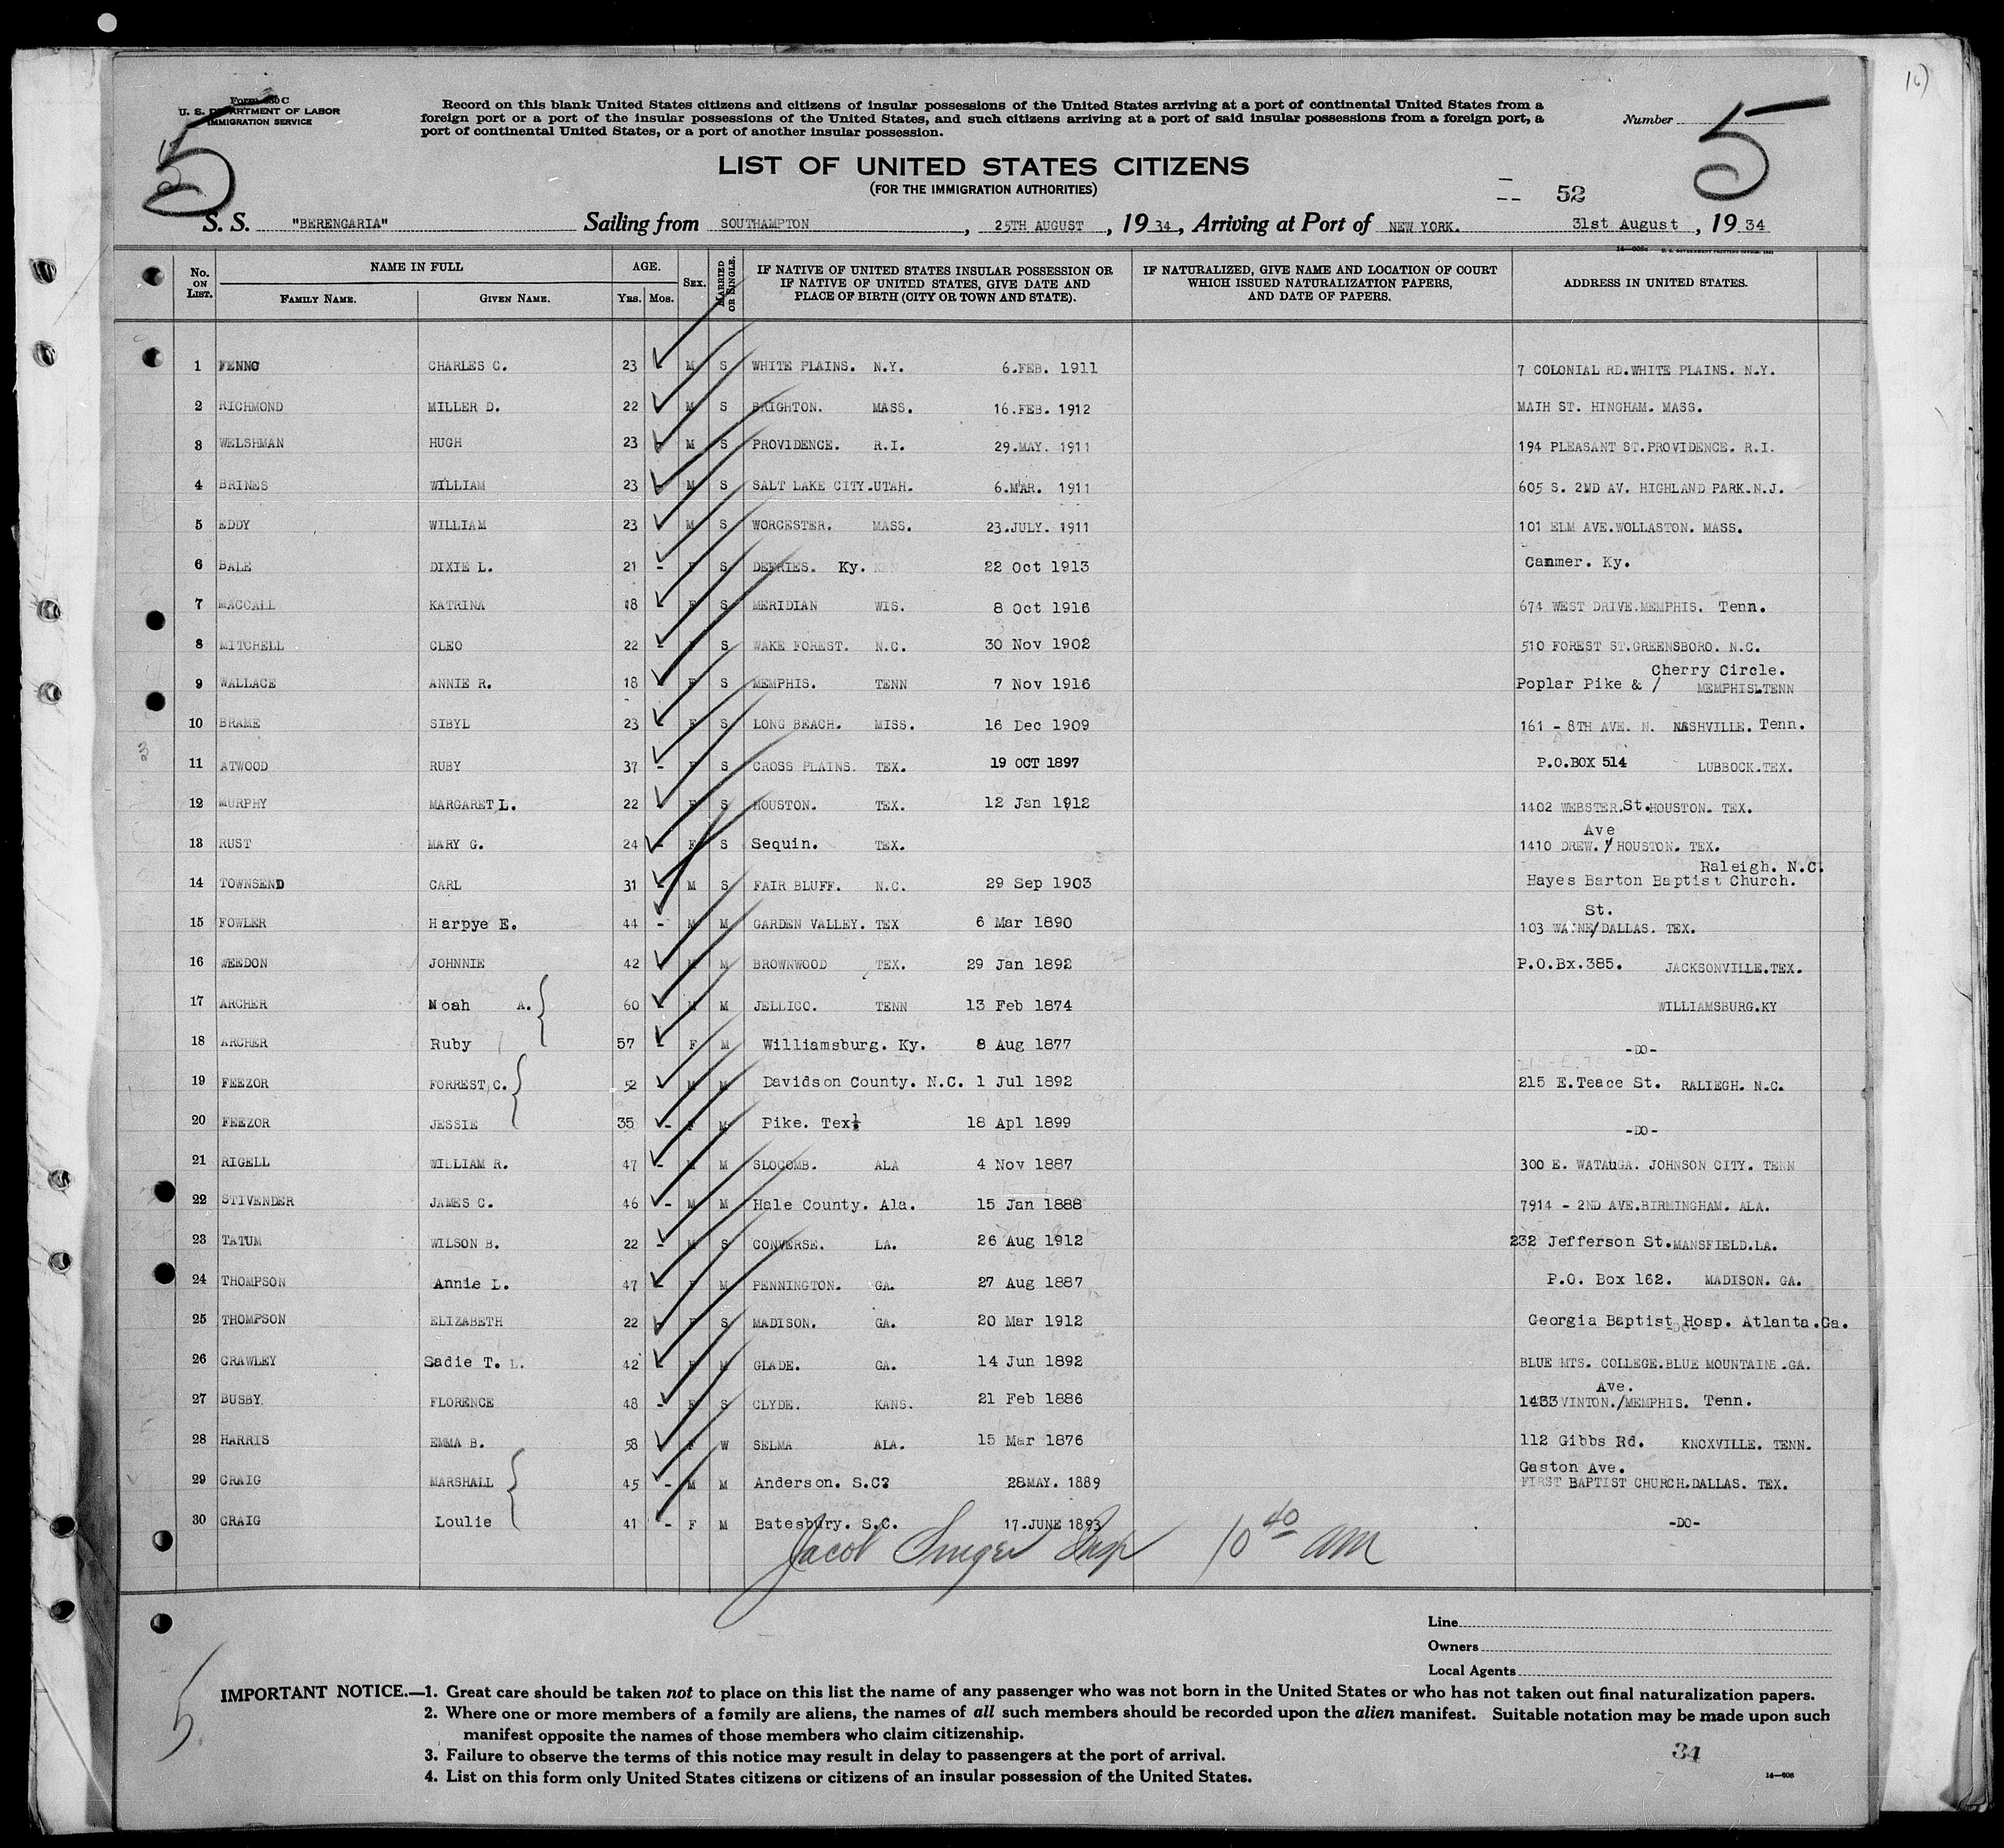 16)
Form 630 C
U. S. DEPARTMENT OF LABOR
IMMIGRATION SERVICE
Record on this blank United States citizens and citizens of insular possessions of the United States arriving at a port of continental United States from a
foreign port or a port of the insular possessions of the United States, and such citizens arriving at a port of said insular possessions from a foreign port, a
port of continental United States, or a port of another insular possession.
Number
5
5
LIST OF UNITED STATES CITIZENS
(FOR THE IMMIGRATION AUTHORITIES)
52
S. S. "BERENGARIA" Sailing from SOUTHAMPTON , 25TH AUGUST , 19 34 , Arriving at Port of NEW YORK. 31st August , 19 34
No. ON LIST. NAME IN FULL FAMILY NAME. GIVEN NAME. AGE. YRS. MOS. SEX. MARRIED OR SINGLE. IF NATIVE OF UNITED STATES INSULAR POSSESSION OR IF NATIVE OF UNITED STATES, GIVE DATE AND PLACE OF BIRTH (CITY OR TOWN AND STATE). IF NATURALIZED, GIVE NAME AND LOCATION OF COURT WHICH ISSUED NATURALIZATION PAPERS, AND DATE OF PAPERS. ADDRESS IN UNITED STATES.
1 FENNO CHARLES C. 23 M S WHITE PLAINS. N.Y. 6.FEB. 1911 7 COLONIAL RD.WHITE PLAINS. N.Y.
2 RICHMOND MILLER D. 22 M S BRIGHTON. MASS. 16.FEB. 1912 MAIH ST. HINGHAM. MASS.
3 WELSHMAN HUGH 23 M S PROVIDENCE. R.I. 29.MAY. 1911 194 PLEASANT ST.PROVIDENCE. R.I.
4 BRINES WILLIAM 23 M S SALT LAKE CITY.UTAH. 6.MAR. 1911 605 S. 2ND AV. HIGHLAND PARK.N.J.
5 EDDY WILLIAM 23 M S WORCESTER. MASS. 23.JULY. 1911 101 ELM AVE.WOLLASTON. MASS.
6 BALE DIXIE L. 21 - F S DEFRIES. Ky. 22 Oct 1913 Canmer. Ky.
7 MACCALL KATRINA 18 F S MERIDIAN WIS. 8 Oct 1916 674 WEST DRIVE.MEMPHIS. Tenn.
8 MITCHELL CLEO 22 F S WAKE FOREST. N.C. 30 Nov 1902 510 FOREST ST.GREENSBORO. N.C.
Cherry Circle.
9 WALLACE ANNIE R. 18 F S MEMPHIS. TENN 7 Nov 1916 Poplar Pike & / MEMPHIS.TENN
10 BRAME SIBYL 23 F S LONG BEACH. MISS. 16 Dec 1909 161 - 8TH AVE. N. NASHVILLE. Tenn.
11 ATWOOD RUBY 37 - F S CROSS PLAINS. TEX. 19 OCT 1897 P.O.BOX 514 LUBBOCK.TEX.
12 MURPHY MARGARET L. 22 F S HOUSTON. TEX. 12 Jan 1912 1402 WEBSTER.St.HOUSTON. TEX.
Ave
13 RUST MARY G. 24 - F S Sequin. TEX. 1410 DREW./HOUSTON. TEX.
Raleigh. N.C.
14 TOWNSEND CARL 31 - M S FAIR BLUFF. N.C. 29 Sep 1903 Hayes Barton Baptist Church.
St.
15 FOWLER Harpye E. 44 - M M GARDEN VALLEY. TEX 6 Mar 1890 103 WAYNE/DALLAS. TEX.
16 WEEDON JOHNNIE 42 M M BROWNWOOD TEX. 29 Jan 1892 P.O.Bx.385. JACKSONVILLE.TEX.
17 ARCHER Noah A. 60 - M M JELLICO. TENN 13 Feb 1874 WILLIAMSBURG.KY
18 ARCHER Ruby 57 - F M Williamsburg. Ky. 8 Aug 1877 -DO-
19 FEEZOR FORREST,C. 52 M M Davidson County. N.C. 1 Jul 1892 215 E.Teace St. RALIEGH. N.C.
20 FEEZOR JESSIE 35 - F M Pike. Tex. 18 Apl 1899 -DO-
21 RIGELL WILLIAM R. 47 - M M SLOCOMB. ALA 4 Nov 1887 300 E. WATAuGA. JOHNSON CITY. TENN
22 STIVENDER JAMES C. 46 - M M Hale County. Ala. 15 Jan 1888 7914 - 2ND AVE.BIRMINGHAM. ALA.
23 TATUM WILSON B. 22 - M S CONVERSE. LA. 26 Aug 1912 232 Jefferson St.MANSFIELD.LA.
24 THOMPSON Annie L. 47 F M PENNINGTON. GA. 27 Aug 1887 P.O. Box 162. MADISON. GA.
25 THOMPSON ELIZABETH 22 F S MADISON. GA. 20 Mar 1912 Georgia Baptist Hosp. Atlanta.Ga.
26 CRAWLEY Sadie T. L. 42 F M GLADE. GA. 14 Jun 1892 BLUE MTS. COLLEGE.BLUE MOUNTAINS.GA.
Ave.
27 BUSBY. FLORENCE 48 - F S CLYDE. KANS. 21 Feb 1886 1433 VINTON./MEMPHIS. Tenn.
28 HARRIS EMMA B. 58 F W SELMA ALA. 15 Mar 1876 112 Gibbs Rd. KNOXVILLE. TENN.
Gaston Ave.
29 CRAIG MARSHALL 45 - M M Anderson. S.C? 28MAY. 1889 FIRST BAPTIST CHURCH.DALLAS. TEX.
30 CRAIG Loulie 41 - F M Batesbury. S.C. 17.JUNE 1893 -DO-
Jacob Insp 10 40 AM
Line
Owners
Local Agents
5
IMPORTANT NOTICE.—1. Great care should be taken not to place on this list the name of any passenger who was not born in the United States or who has not taken out final naturalization papers.
2. Where one or more members of a family are aliens, the names of all such members should be recorded upon the alien manifest. Suitable notation may be made upon such
manifest opposite the names of those members who claim citizenship.
3. Failure to observe the terms of this notice may result in delay to passengers at the port of arrival.
4. List on this form only United States citizens or citizens of an insular possession of the United States.
34
14—608